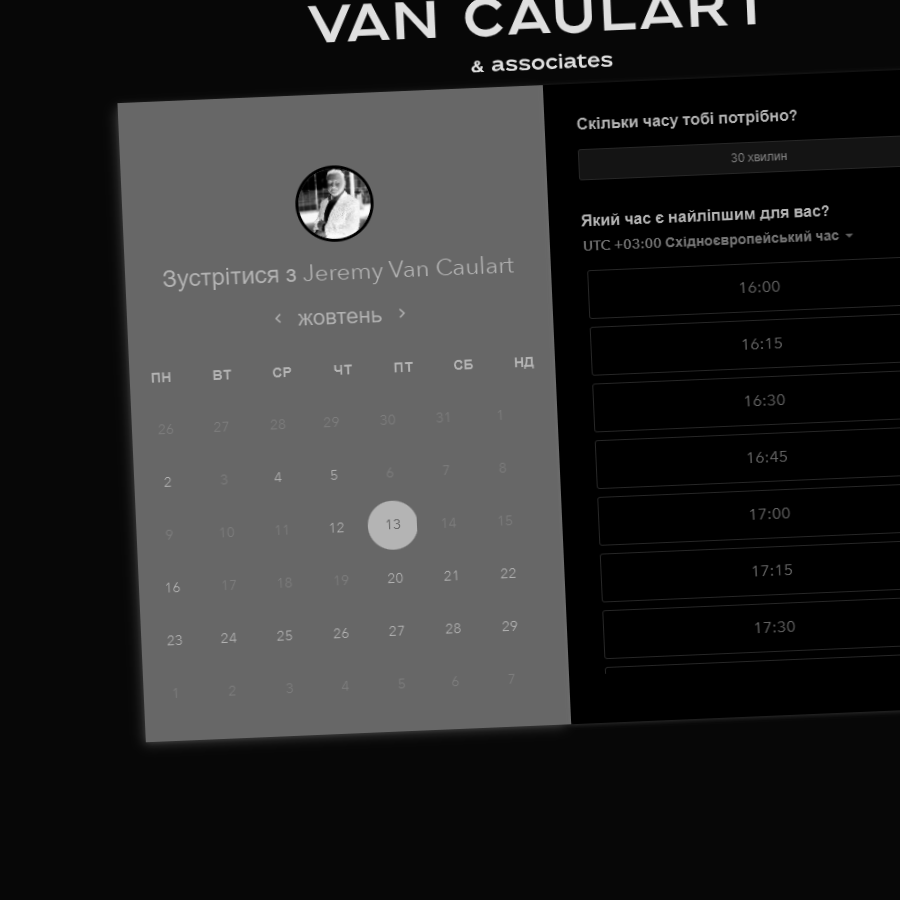 VAN CAULART
& associates
Зустрітися з Jeremy Van Caulart
жовтень
ПН ВТ СР ЧТ ПТ СБ НД
26 27 28 29 30 31 1
2 3 4 5 6 7 8
9 10 11 12 13 14 15
16 17 18 19 20 21 22
23 24 25 26 27 28 29
1 2 3 4 5 6 7
Скільки часу тобі потрібно?
30 хвилин
Який час є найліпшим для вас?
UTC +03:00 Східноєвропейський час
16:00
16:15
16:30
16:45
17:00
17:15
17:30